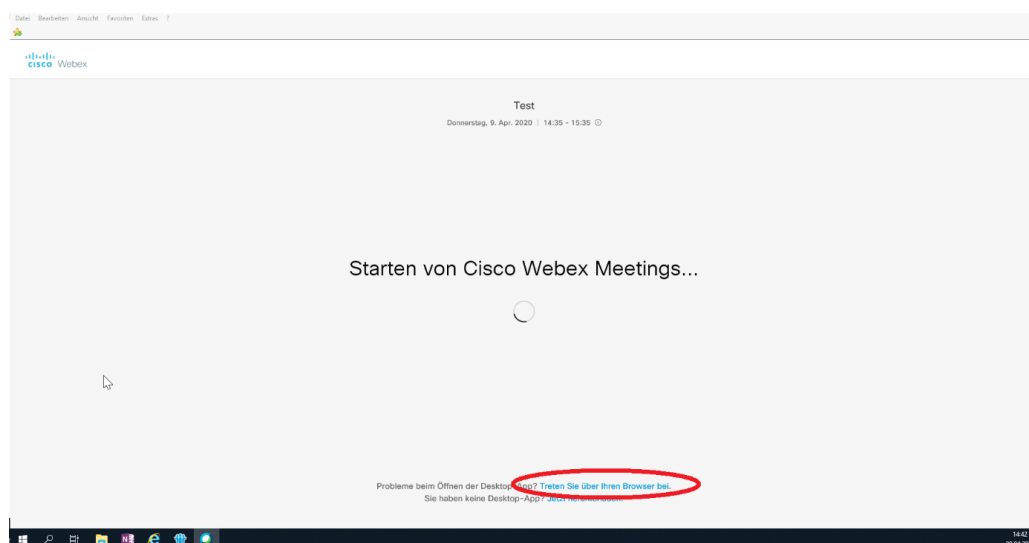 Datei Bearbeiten Ansicht Favoriten Extras ?
CISCO Webex
Test
Donnerstag, 9. Apr. 2020 | 14:35 - 15:35
Starten von Cisco Webex Meetings...
Probleme beim Öffnen der Desktop-App? Treten Sie über Ihren Browser bei.
Sie haben keine Desktop-App? Jetzt herunterladen.
14:42